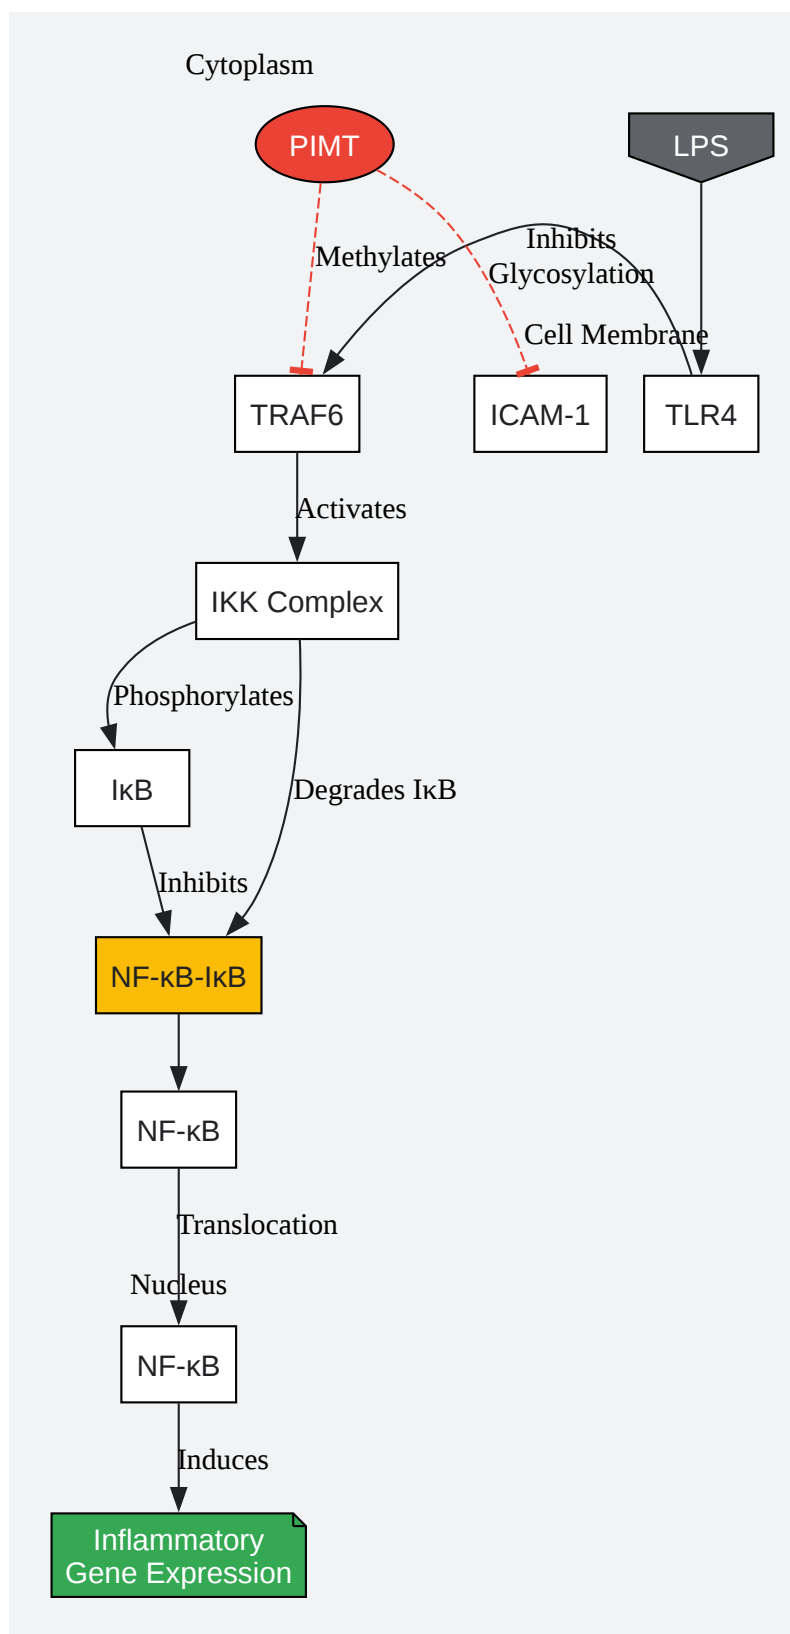 Cytoplasm
PIMT
LPS
Methylates
Inhibits
Glycosylation
Cell Membrane
TRAF6
ICAM-1
TLR4
Activates
IKK Complex
Phosphorylates
IκB
Degrades IκB
Inhibits
NF-κB-IκB
NF-κB
Translocation
Nucleus
NF-κB
Induces
Inflammatory
Gene Expression